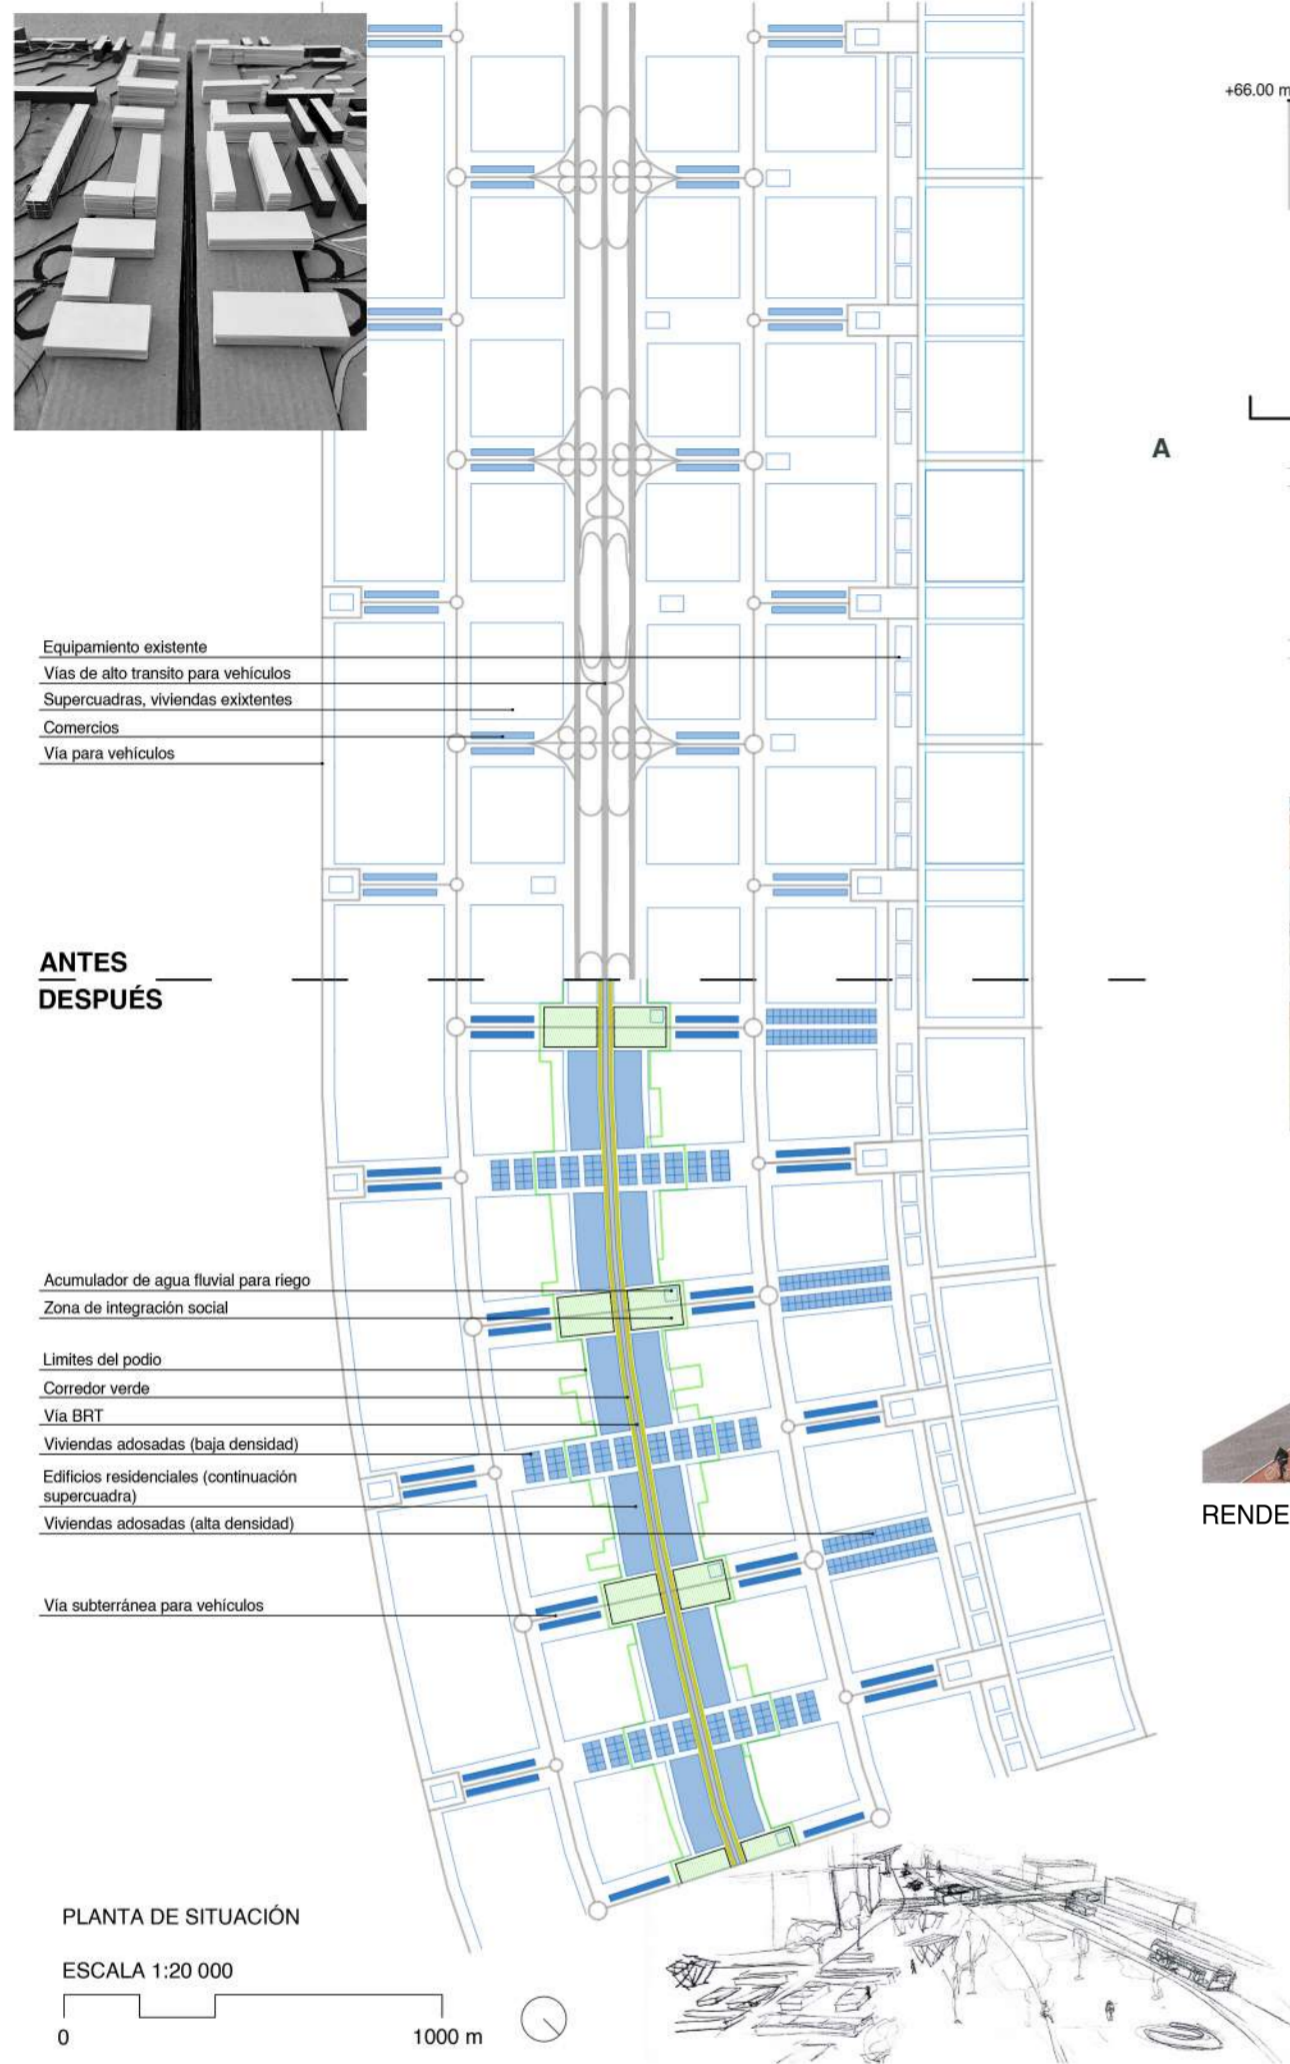 +66.00 m
A
Equipamiento existente
Vías de alto transito para vehículos
Supercuadras, viviendas exixtentes
Comercios
Vía para vehículos
ANTES
DESPUÉS
Acumulador de agua fluvial para riego
Zona de integración social
Limites del podio
Corredor verde
Vía BRT
Viviendas adosadas (baja densidad)
Edificios residenciales (continuación
supercuadra)
Viviendas adosadas (alta densidad)
RENDE
Vía subterránea para vehículos
PLANTA DE SITUACIÓN
ESCALA 1:20 000
0
1000 m